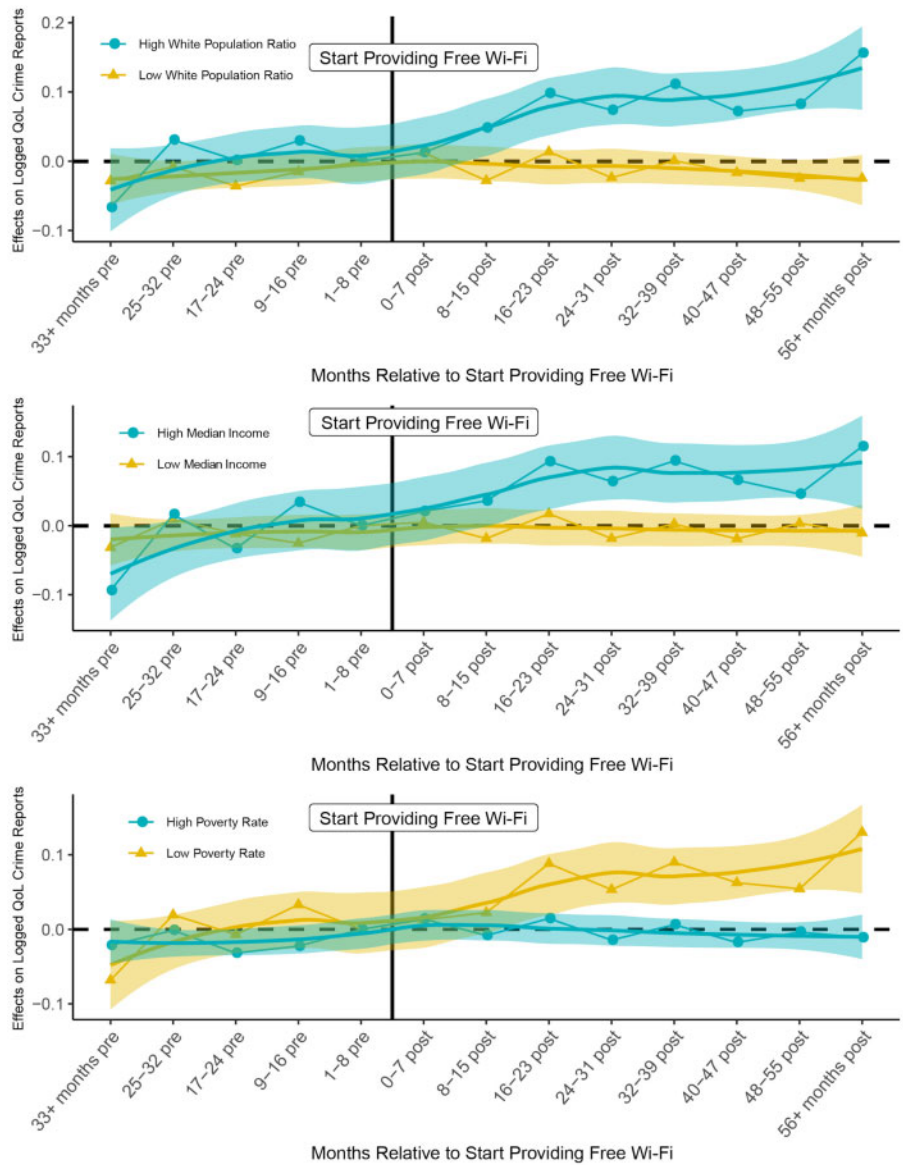 Effects on Logged QoL Crime Reports
0.2
0.1
0.0
−0.1
High White Population Ratio
Low White Population Ratio
Start Providing Free Wi-Fi
33+ months pre
25−32 pre
17−24 pre
9−16 pre
1−8 pre
0−7 post
8−15 post
16−23 post
24−31 post
32−39 post
40−47 post
48−55 post
56+ months post
Months Relative to Start Providing Free Wi-Fi
Effects on Logged QoL Crime Reports
0.1
0.0
−0.1
High Median Income
Low Median Income
Start Providing Free Wi-Fi
33+ months pre
25−32 pre
17−24 pre
9−16 pre
1−8 pre
0−7 post
8−15 post
16−23 post
24−31 post
32−39 post
40−47 post
48−55 post
56+ months post
Months Relative to Start Providing Free Wi-Fi
Effects on Logged QoL Crime Reports
0.1
0.0
−0.1
High Poverty Rate
Low Poverty Rate
Start Providing Free Wi-Fi
33+ months pre
25−32 pre
17−24 pre
9−16 pre
1−8 pre
0−7 post
8−15 post
16−23 post
24−31 post
32−39 post
40−47 post
48−55 post
56+ months post
Months Relative to Start Providing Free Wi-Fi